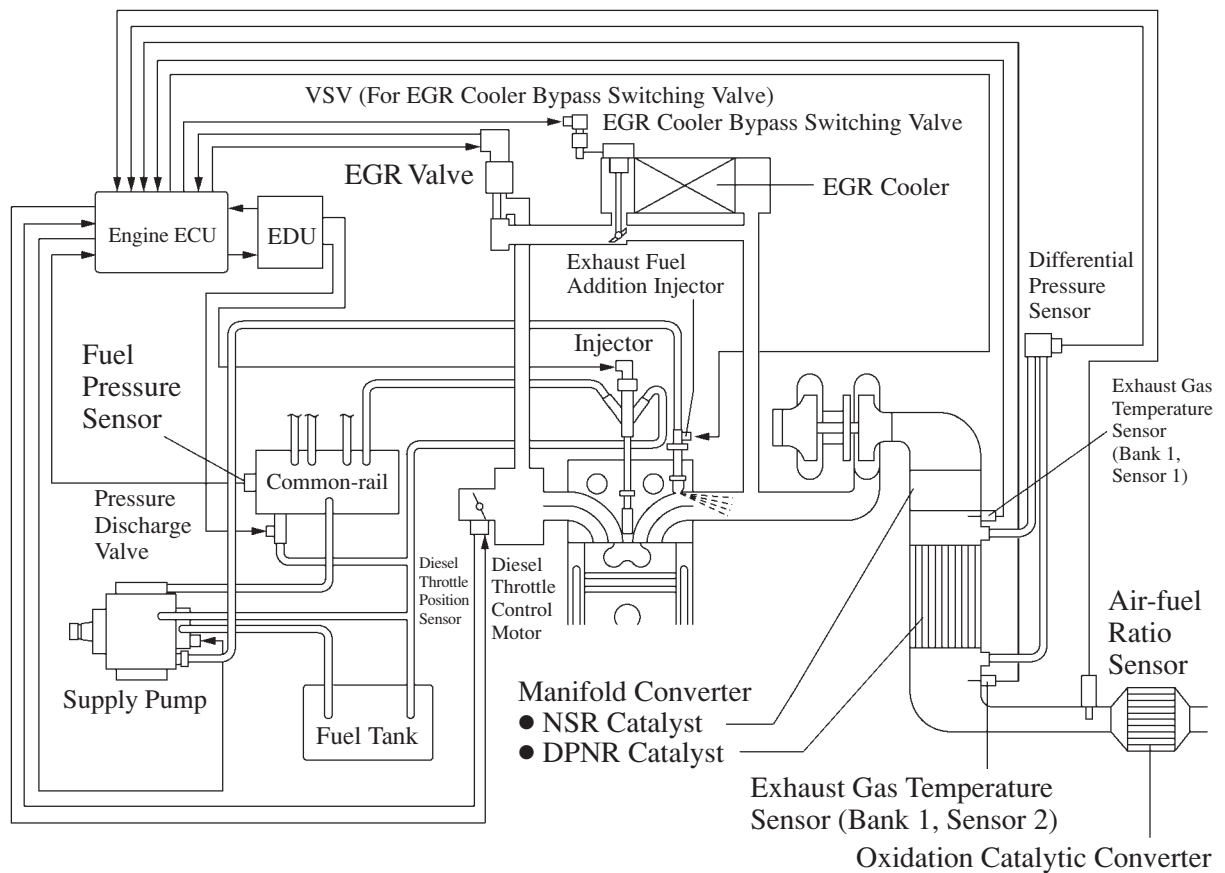 VSV (For EGR Cooler Bypass Switching Valve)
EGR Cooler Bypass Switching Valve
EGR Valve
EGR Cooler
Engine ECU
EDU
Exhaust Fuel
Addition Injector
Differential
Pressure
Sensor
Injector
Fuel
Pressure
Sensor
Exhaust Gas
Temperature
Sensor
(Bank 1,
Sensor 1)
Common-rail
Pressure
Discharge
Valve
Diesel
Throttle
Position
Sensor
Diesel
Throttle
Control
Motor
Air-fuel
Ratio
Sensor
Supply Pump
Fuel Tank
Manifold Converter
● NSR Catalyst
● DPNR Catalyst
Exhaust Gas Temperature
Sensor (Bank 1, Sensor 2)
Oxidation Catalytic Converter